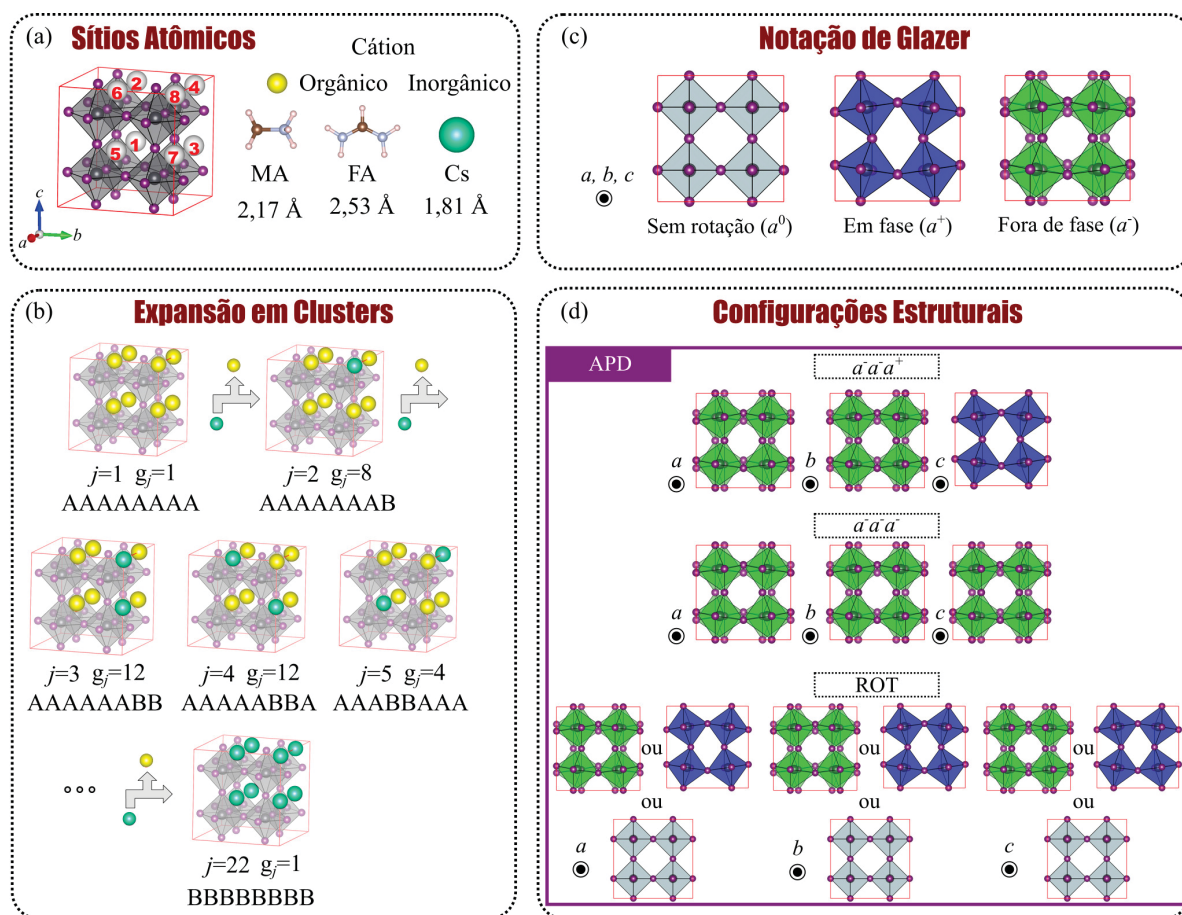 (a) Sítios Atômicos
Cátion
Orgânico Inorgânico
2 4
6 8
1 3
5 7
MA FA Cs
2,17 Å 2,53 Å 1,81 Å
c
a b
(c) Notação de Glazer
a, b, c
Sem rotação (a⁰) Em fase (a⁺) Fora de fase (a⁻)
(b) Expansão em Clusters
j=1 gⱼ=1 j=2 gⱼ=8
AAAAAAAA AAAAAAAB
j=3 gⱼ=12 j=4 gⱼ=12 j=5 gⱼ=4
AAAAAABB AAAAABBA AAABBAAA
j=22 gⱼ=1
BBBBBBBB
(d) Configurações Estruturais
APD
a⁻a⁻a⁺
a b c
a⁻a⁻a⁻
a b c
ROT
ou ou ou
ou ou ou
a b c